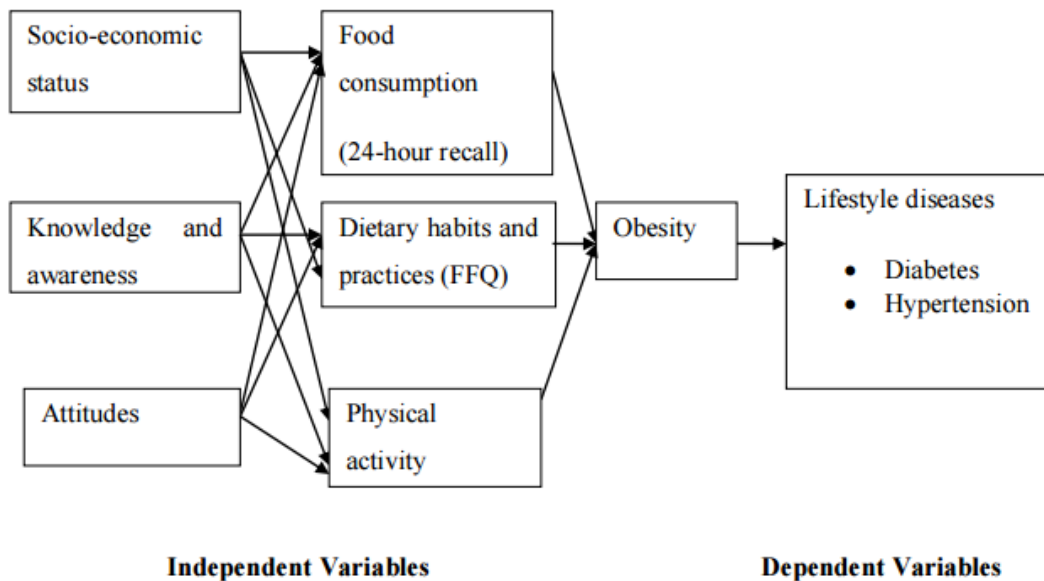 Socio-economic
status
Food
consumption
(24-hour recall)
Knowledge and
awareness
Dietary habits and
practices (FFQ)
Obesity
Lifestyle diseases
• Diabetes
• Hypertension
Attitudes
Physical
activity
Independent Variables
Dependent Variables